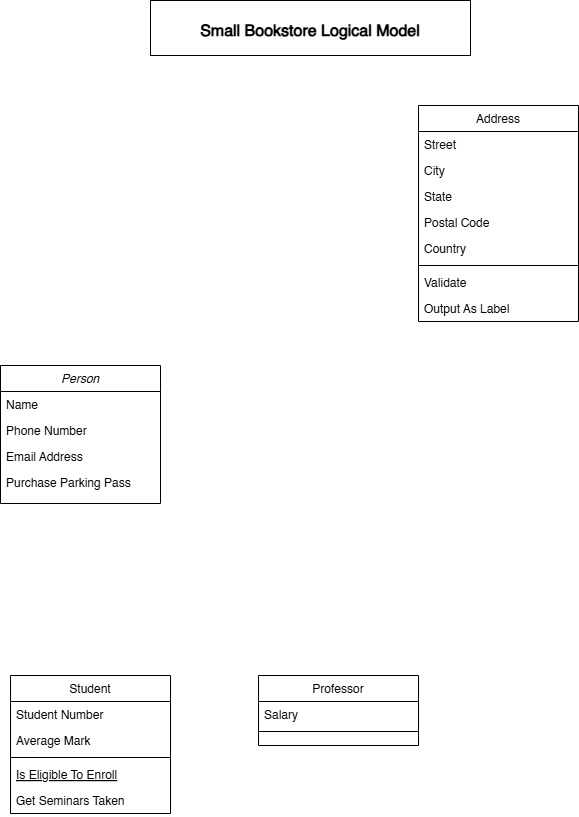 Small Bookstore Logical Model
Address
Street
City
State
Postal Code
Country
Validate
Output As Label
Person
Name
Phone Number
Email Address
Purchase Parking Pass
Student
Student Number
Average Mark
Is Eligible To Enroll
Get Seminars Taken
Professor
Salary